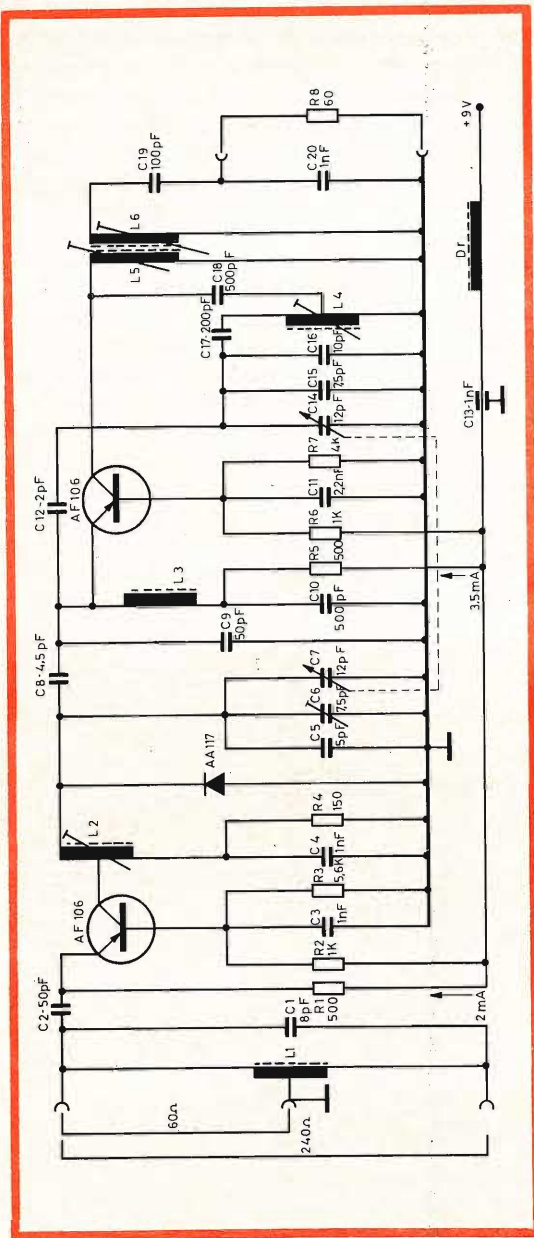 60Ω
240Ω
L1
C1
8pF
C2-50pF
R1
500
2mA
R2
1K
AF106
C3
1nF
R3
5,6K
C4
1nF
R4
150
L2
AA117
C5
5pF
C6
7,5pF
C7
12pF
C8-4,5pF
C9
50pF
C10
500pF
L3
R5
500
R6
1K
3,5mA
C11
2,2nF
R7
4K
AF106
C12-2pF
C14
12pF
C15
7,5pF
C16
10pF
C17-200pF
L4
C18
500pF
L5
L6
C19
100pF
C20
1nF
R8
60
C13-1nF
Dr
+9V